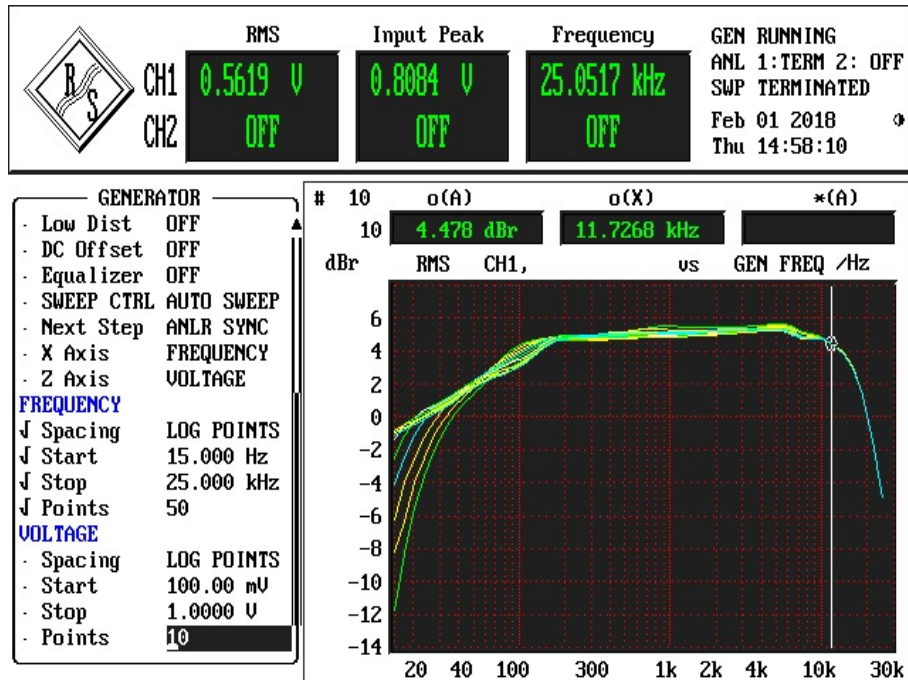 RMS Input Peak Frequency GEN RUNNING
R S CH1 0.5619 V 0.8084 V 25.0517 kHz ANL 1:TERM 2: OFF
SWP TERMINATED
CH2 OFF OFF OFF Feb 01 2018
Thu 14:58:10
GENERATOR
· Low Dist OFF
· DC Offset OFF
· Equalizer OFF
· SWEEP CTRL AUTO SWEEP
· Next Step ANLR SYNC
· X Axis FREQUENCY
· Z Axis VOLTAGE
FREQUENCY
√ Spacing LOG POINTS
√ Start 15.000 Hz
√ Stop 25.000 kHz
√ Points 50
VOLTAGE
· Spacing LOG POINTS
· Start 100.00 mV
· Stop 1.0000 V
· Points 10
# 10 o(A) o(X) *(A)
10 4.478 dBr 11.7268 kHz
dBr RMS CH1, vs GEN FREQ /Hz
6
4
2
0
-2
-4
-6
-8
-10
-12
-14
20 40 100 300 1k 2k 4k 10k 30k